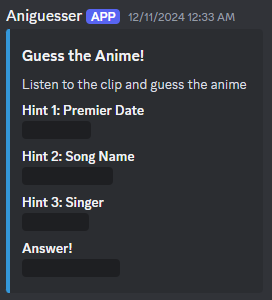 Aniguesser APP 12/11/2024 12:33 AM
Guess the Anime!
Listen to the clip and guess the anime
Hint 1: Premier Date
Hint 2: Song Name
Hint 3: Singer
Answer!